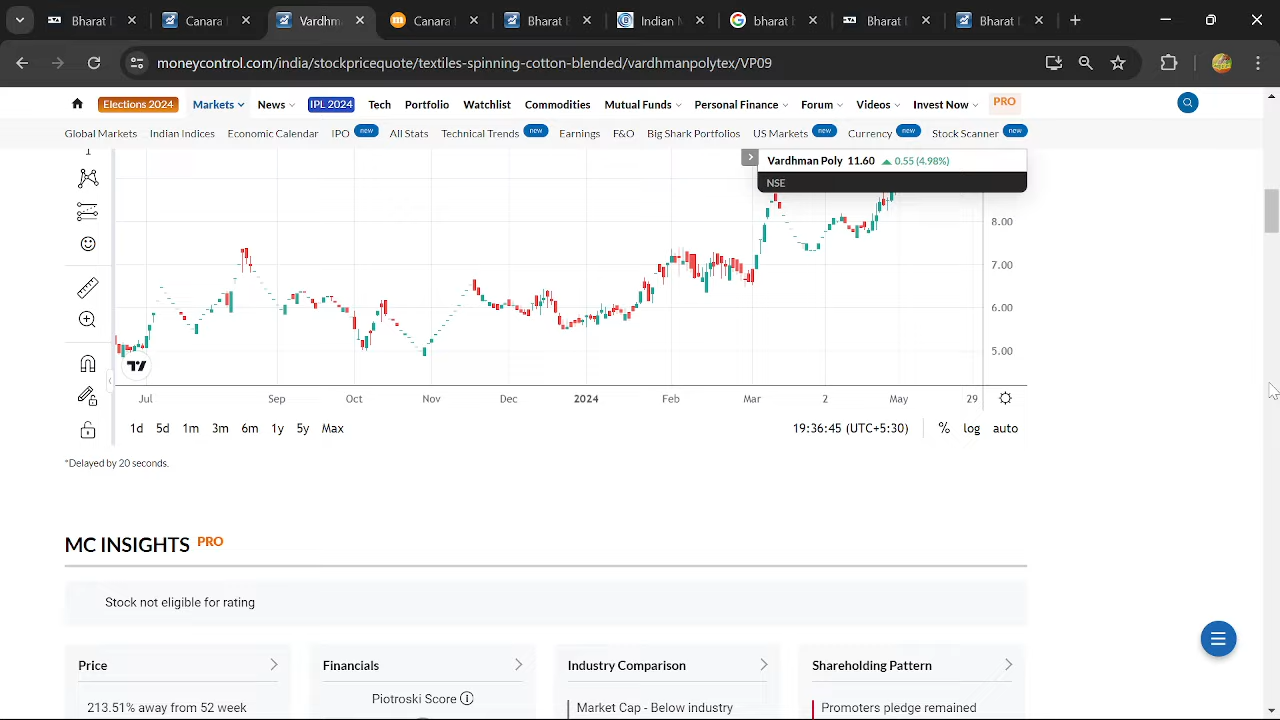 Bharat
Canara
Vardhm
Canara
Bharat
Indian N
bharat
Bharat
Bharat
moneycontrol.com/india/stockpricequote/textiles-spinning-cotton-blended/vardhmanpolytex/VP09
Elections 2024 Markets News IPL 2024 Tech Portfolio Watchlist Commodities Mutual Funds Personal Finance Forum Videos Invest Now PRO
Global Markets Indian Indices Economic Calendar IPO new All Stats Technical Trends new Earnings F&O Big Shark Portfolios US Markets new Currency new Stock Scanner new
Vardhman Poly 11.60 0.55 (4.98%)
NSE
8.00
7.00
6.00
5.00
Jul Sep Oct Nov Dec 2024 Feb Mar 2 May 29
1d 5d 1m 3m 6m 1y 5y Max 19:36:45 (UTC+5:30) % log auto
*Delayed by 20 seconds.
MC INSIGHTS PRO
Stock not eligible for rating
Price Financials Industry Comparison Shareholding Pattern
Piotroski Score
213.51% away from 52 week Market Cap - Below industry Promoters pledge remained